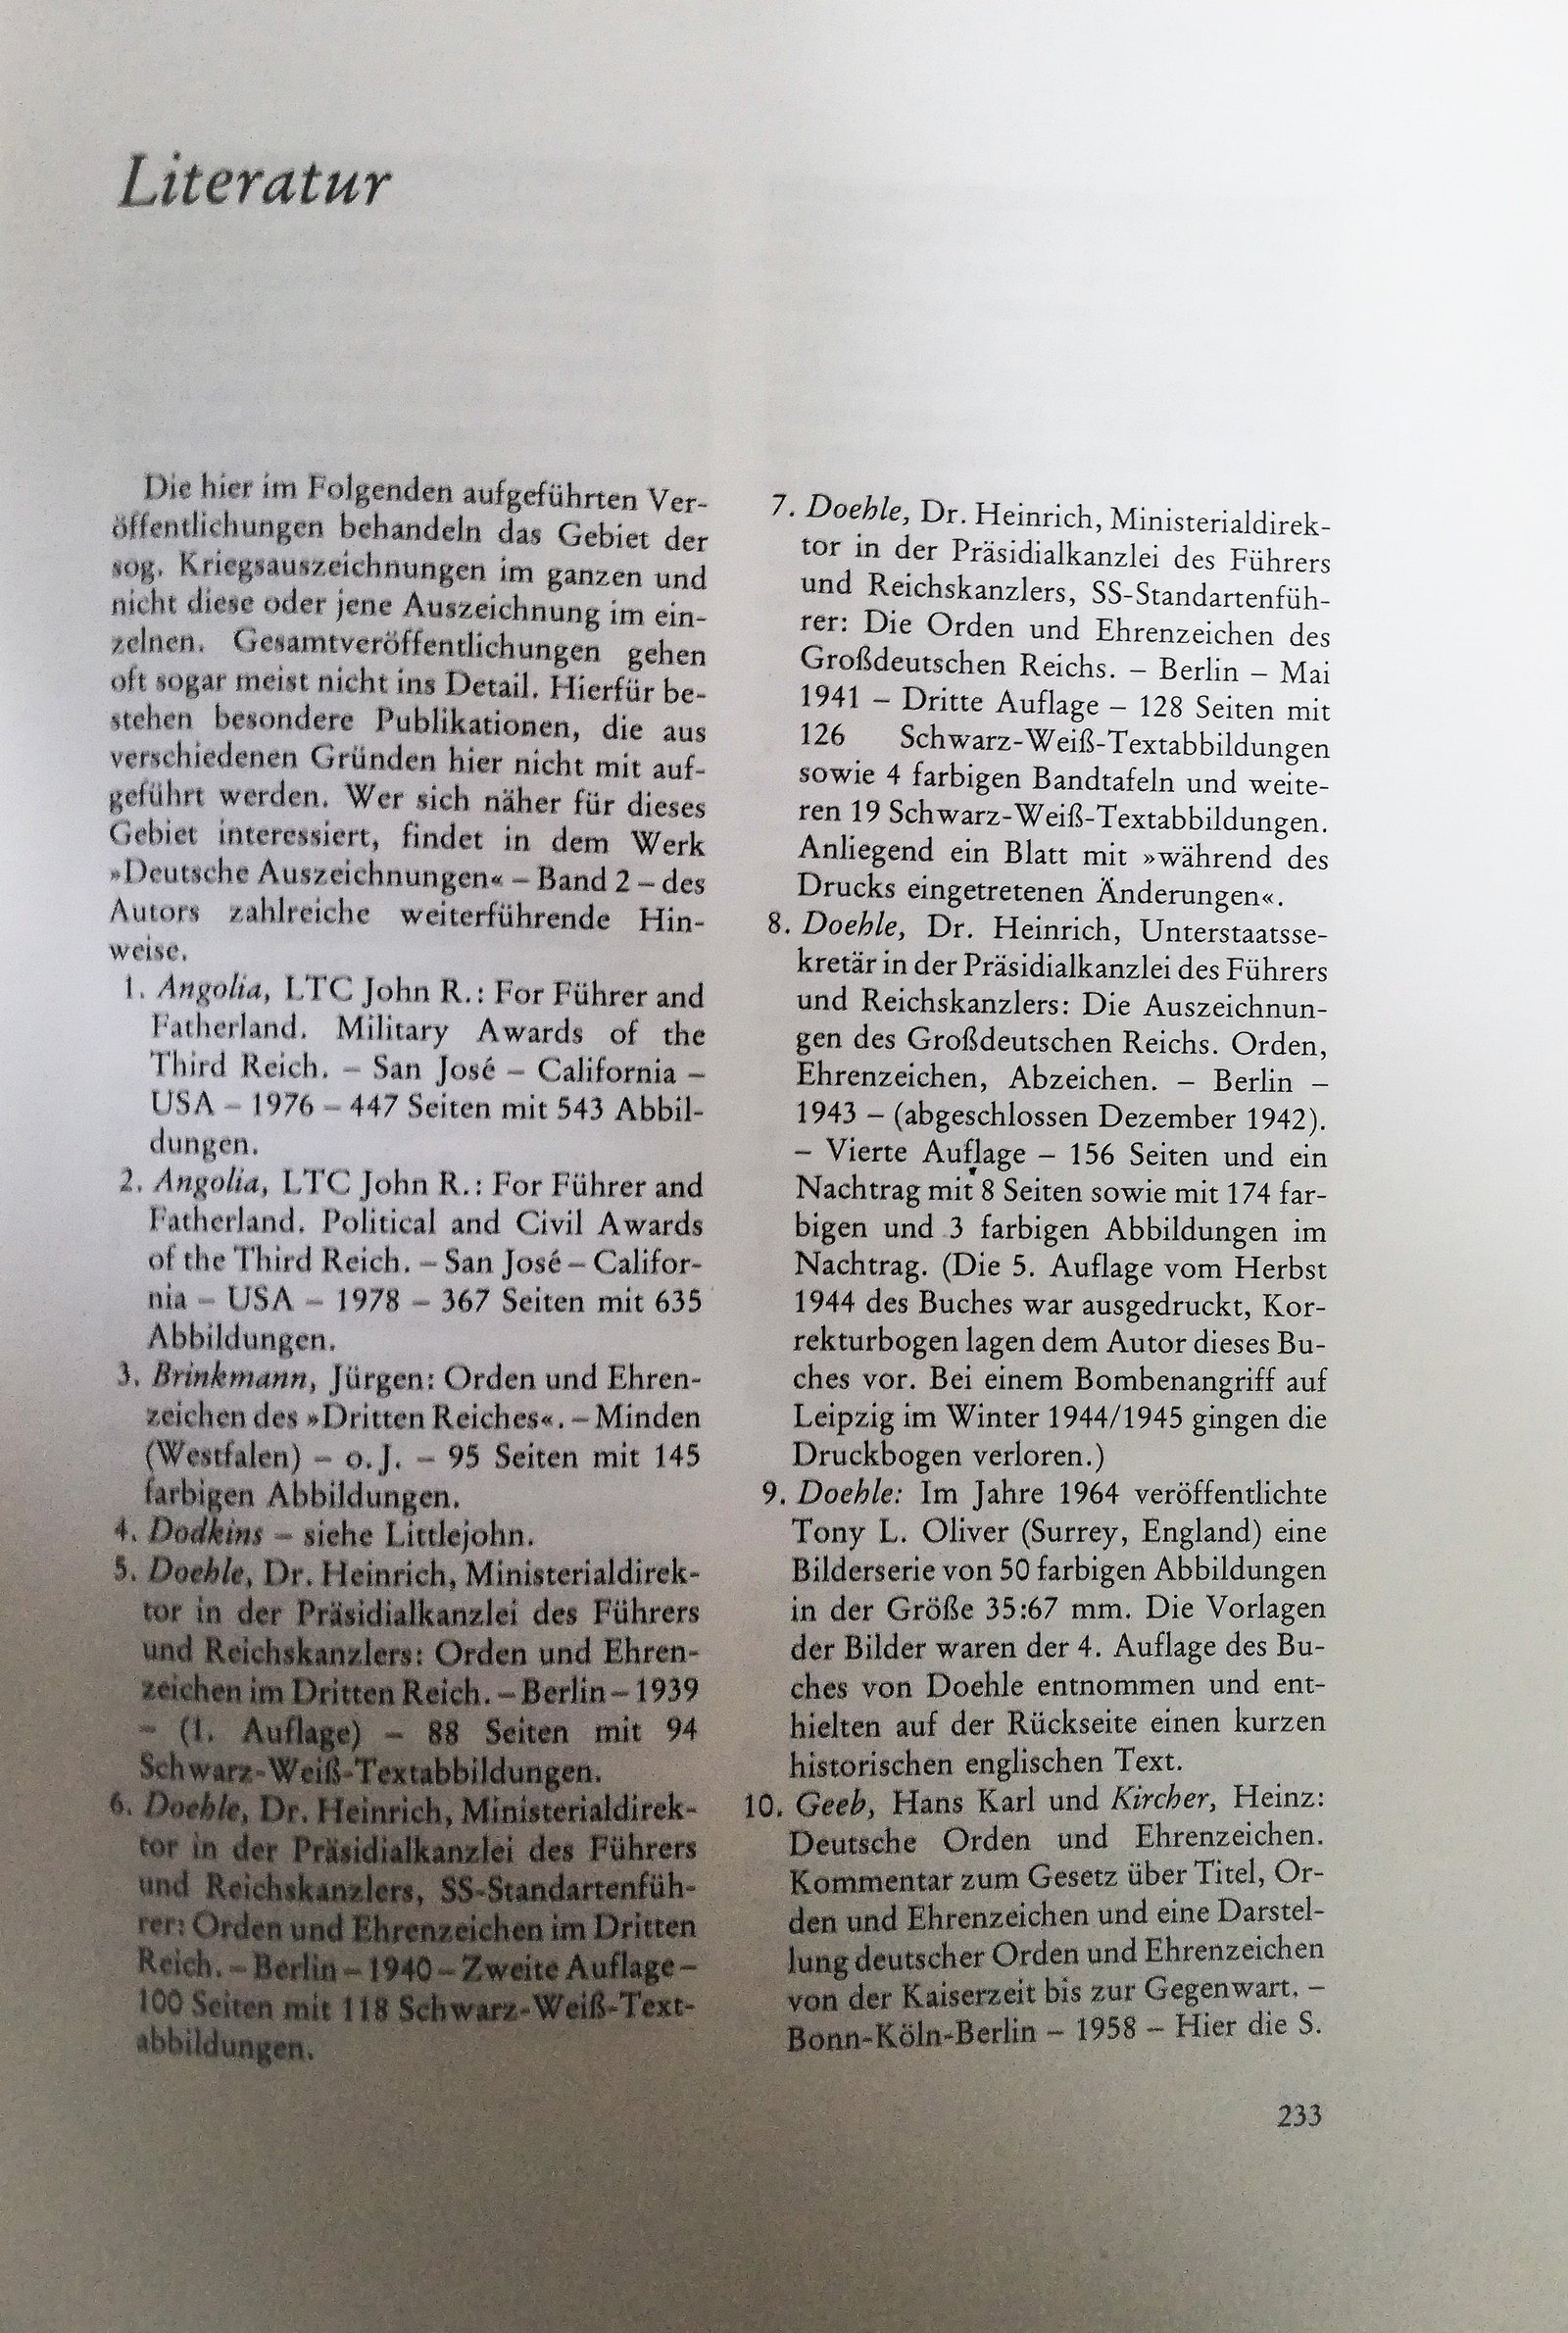 Literatur
Die hier im Folgenden aufgeführten Ver-
öffentlichungen behandeln das Gebiet der
sog. Kriegsauszeichnungen im ganzen und
nicht diese oder jene Auszeichnung im ein-
zelnen. Gesamtveröffentlichungen gehen
oft sogar meist nicht ins Detail. Hierfür be-
stehen besondere Publikationen, die aus
verschiedenen Gründen hier nicht mit auf-
geführt werden. Wer sich näher für dieses
Gebiet interessiert, findet in dem Werk
»Deutsche Auszeichnungen« – Band 2 – des
Autors zahlreiche weiterführende Hin-
weise.
1. Angolia, LTC John R.: For Führer and
Fatherland. Military Awards of the
Third Reich. – San José – California –
USA – 1976 – 447 Seiten mit 543 Abbil-
dungen.
2. Angolia, LTC John R.: For Führer and
Fatherland. Political and Civil Awards
of the Third Reich. – San José – Califor-
nia – USA – 1978 – 367 Seiten mit 635
Abbildungen.
3. Brinkmann, Jürgen: Orden und Ehren-
zeichen des »Dritten Reiches«. – Minden
(Westfalen) – o. J. – 95 Seiten mit 145
farbigen Abbildungen.
4. Dodkins – siehe Littlejohn.
5. Doehle, Dr. Heinrich, Ministerialdirek-
tor in der Präsidialkanzlei des Führers
und Reichskanzlers: Orden und Ehren-
zeichen im Dritten Reich. – Berlin – 1939
– (1. Auflage) – 88 Seiten mit 94
Schwarz-Weiß-Textabbildungen.
6. Doehle, Dr. Heinrich, Ministerialdirek-
tor in der Präsidialkanzlei des Führers
und Reichskanzlers, SS-Standartenfüh-
rer: Orden und Ehrenzeichen im Dritten
Reich. – Berlin – 1940 – Zweite Auflage –
100 Seiten mit 118 Schwarz-Weiß-Text-
abbildungen.
7. Doehle, Dr. Heinrich, Ministerialdirek-
tor in der Präsidialkanzlei des Führers
und Reichskanzlers, SS-Standartenfüh-
rer: Die Orden und Ehrenzeichen des
Großdeutschen Reichs. – Berlin – Mai
1941 – Dritte Auflage – 128 Seiten mit
126 Schwarz-Weiß-Textabbildungen
sowie 4 farbigen Bandtafeln und weite-
ren 19 Schwarz-Weiß-Textabbildungen.
Anliegend ein Blatt mit »während des
Drucks eingetretenen Änderungen«.
8. Doehle, Dr. Heinrich, Unterstaatsse-
kretär in der Präsidialkanzlei des Führers
und Reichskanzlers: Die Auszeichnun-
gen des Großdeutschen Reichs. Orden,
Ehrenzeichen, Abzeichen. – Berlin –
1943 – (abgeschlossen Dezember 1942).
– Vierte Auflage – 156 Seiten und ein
Nachtrag mit 8 Seiten sowie mit 174 far-
bigen und 3 farbigen Abbildungen im
Nachtrag. (Die 5. Auflage vom Herbst
1944 des Buches war ausgedruckt, Kor-
rekturbogen lagen dem Autor dieses Bu-
ches vor. Bei einem Bombenangriff auf
Leipzig im Winter 1944/1945 gingen die
Druckbogen verloren.)
9. Doehle: Im Jahre 1964 veröffentlichte
Tony L. Oliver (Surrey, England) eine
Bilderserie von 50 farbigen Abbildungen
in der Größe 35:67 mm. Die Vorlagen
der Bilder waren der 4. Auflage des Bu-
ches von Doehle entnommen und ent-
hielten auf der Rückseite einen kurzen
historischen englischen Text.
10. Geeb, Hans Karl und Kircher, Heinz:
Deutsche Orden und Ehrenzeichen.
Kommentar zum Gesetz über Titel, Or-
den und Ehrenzeichen und eine Darstel-
lung deutscher Orden und Ehrenzeichen
von der Kaiserzeit bis zur Gegenwart. –
Bonn-Köln-Berlin – 1958 – Hier die S.
233